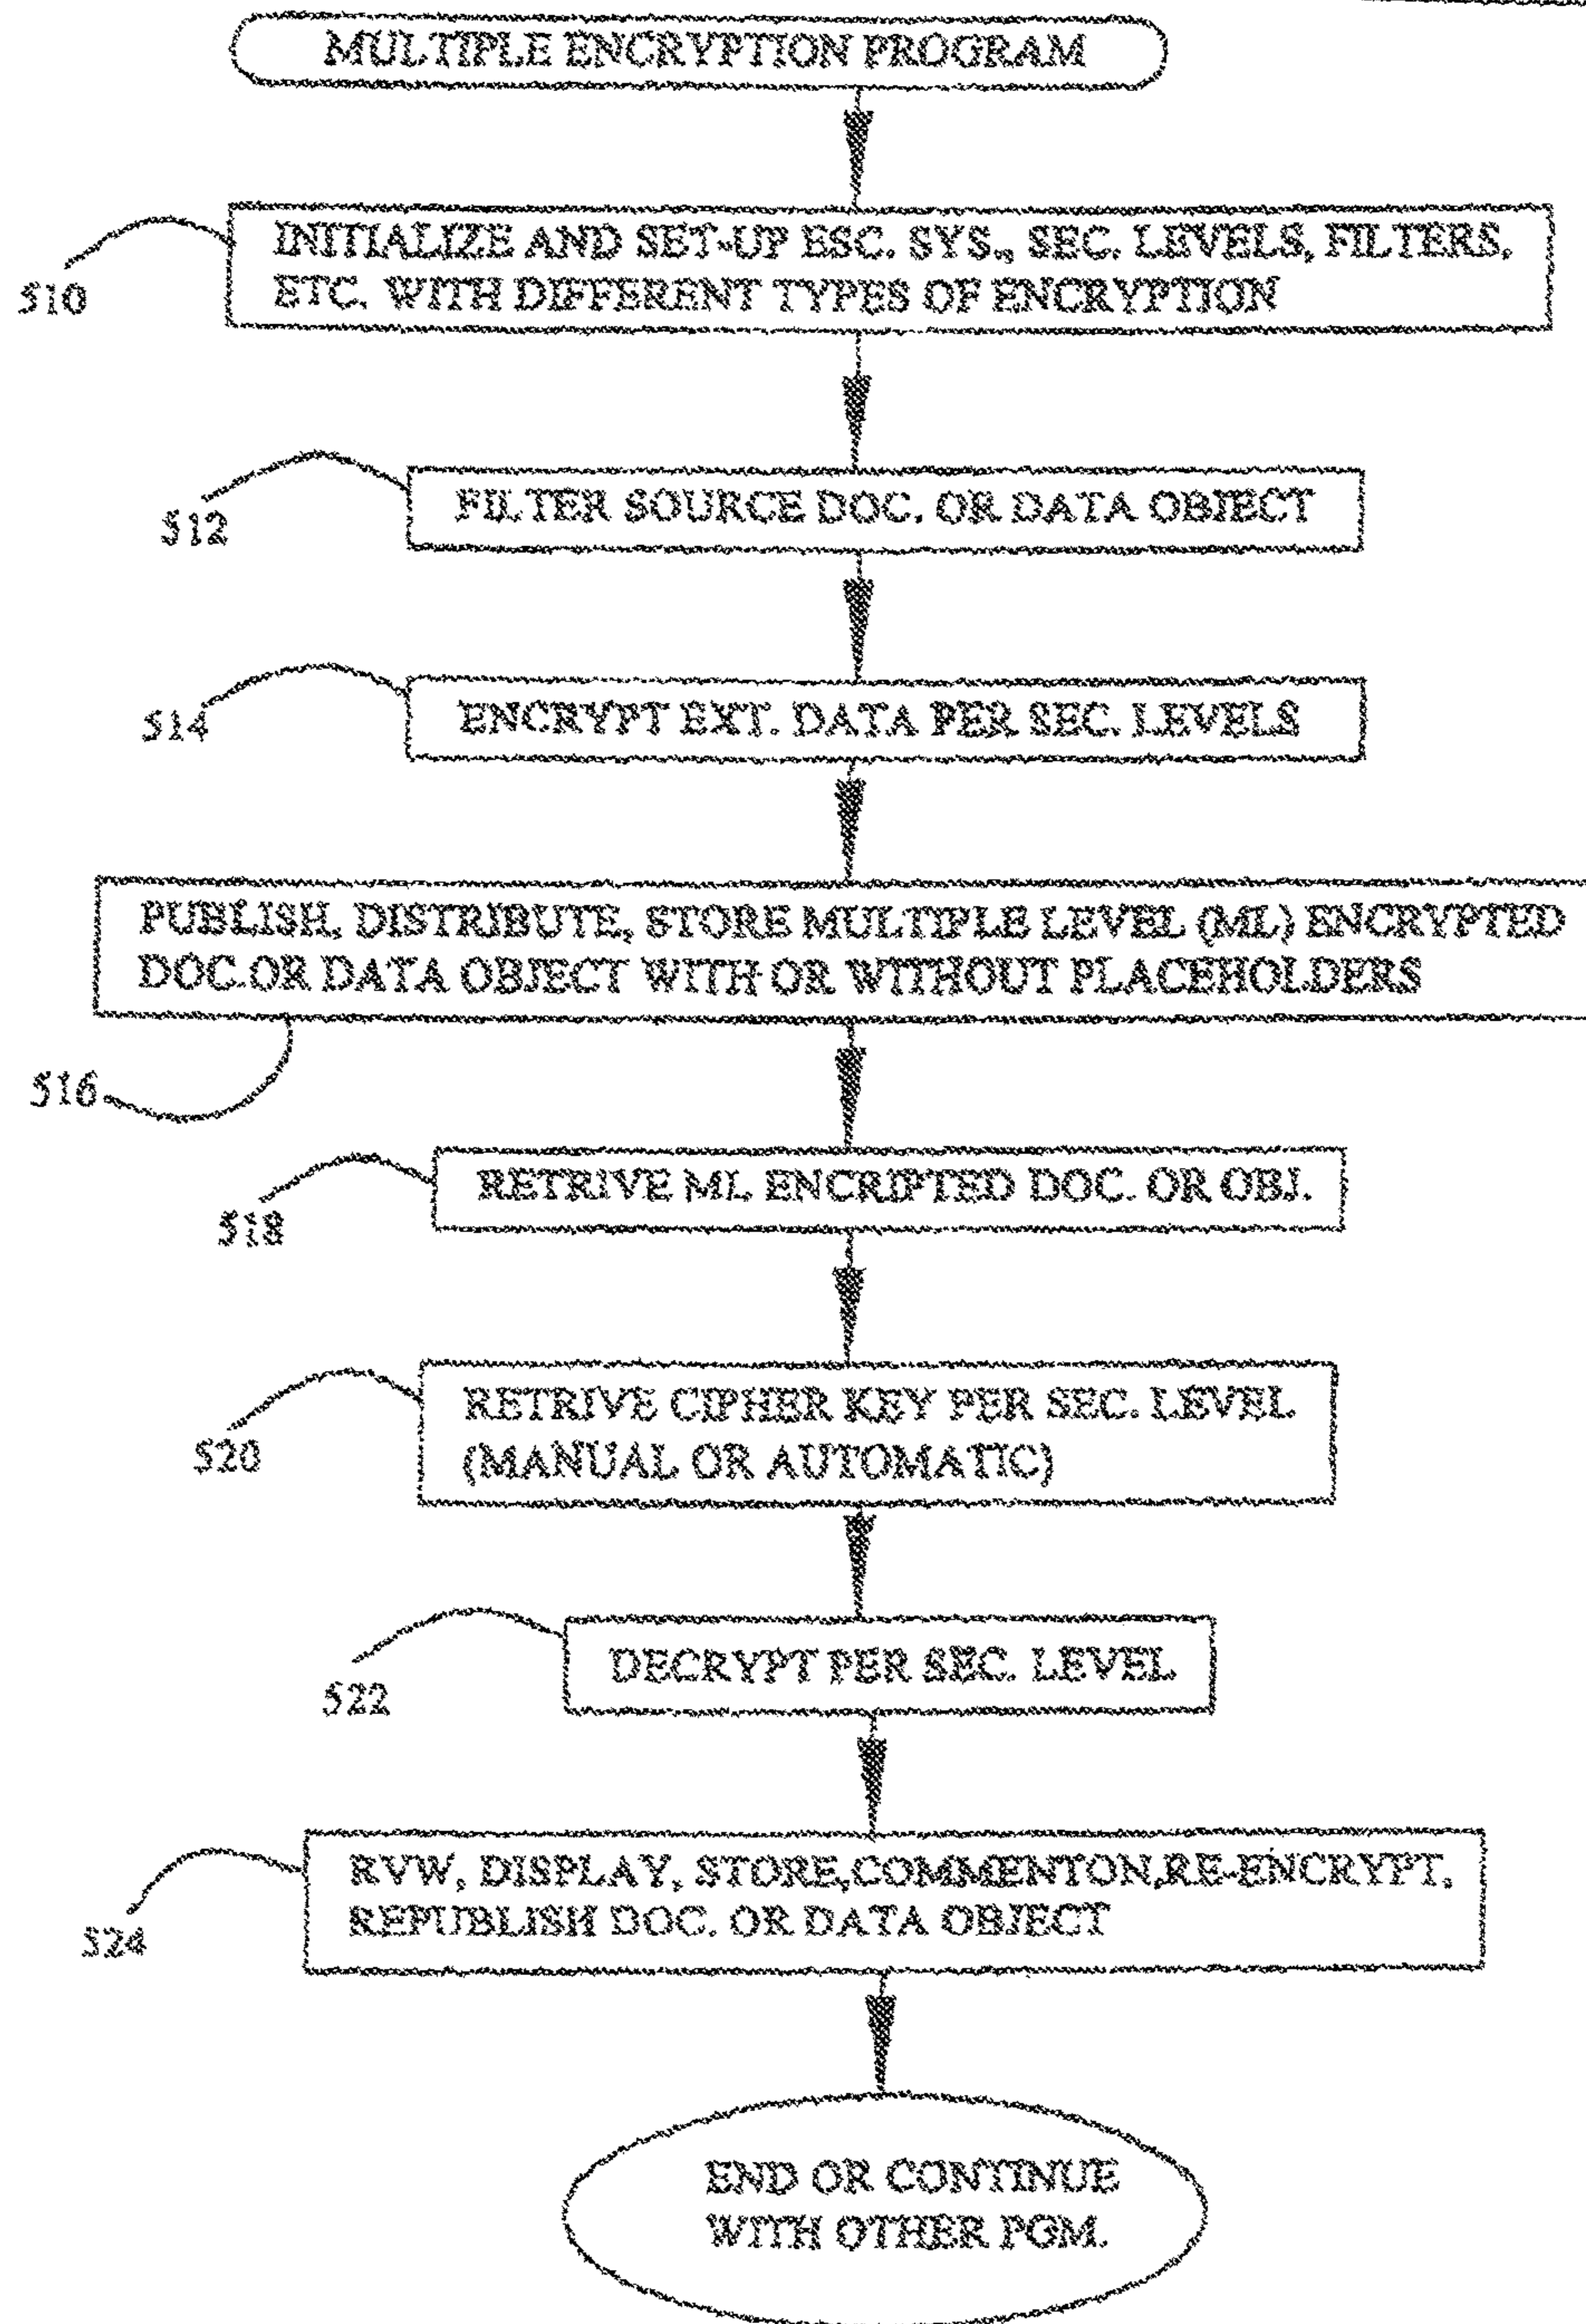 MULTIPLE ENCRYPTION PROGRAM
INITIALIZE AND SET-UP ESC. SYS., SEC. LEVELS, FILTERS,
ETC. WITH DIFFERENT TYPES OF ENCRYPTION
510
FILTER SOURCE DOC. OR DATA OBJECT
512
ENCRYPT EXT. DATA PER SEC. LEVELS
514
PUBLISH, DISTRIBUTE, STORE MULTIPLE LEVEL (ML) ENCRYPTED
DOC.OR DATA OBJECT WITH OR WITHOUT PLACEHOLDERS
516
RETRIVE ML ENCRIPTED DOC. OR OBJ.
518
RETRIVE CIPHER KEY PER SEC. LEVEL
(MANUAL OR AUTOMATIC)
520
DECRYPT PER SEC. LEVEL
522
RVW, DISPLAY, STORE,COMMENTON,RE-ENCRYPT,
REPUBLISH DOC. OR DATA OBJECT
524
END OR CONTINUE
WITH OTHER PGM.